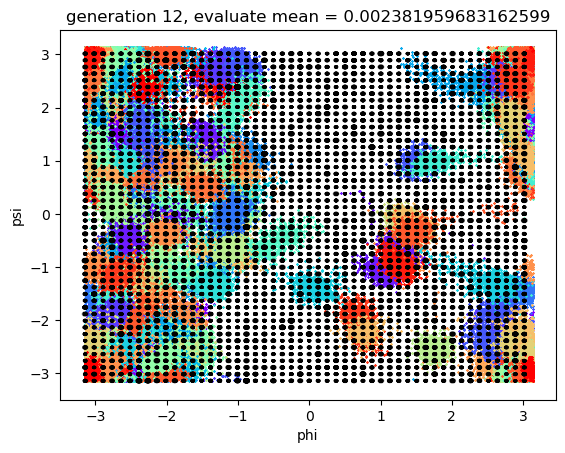 generation 12, evaluate mean = 0.002381959683162599
3
2
1
0
−1
−2
−3
psi
−3 −2 −1 0 1 2 3
phi